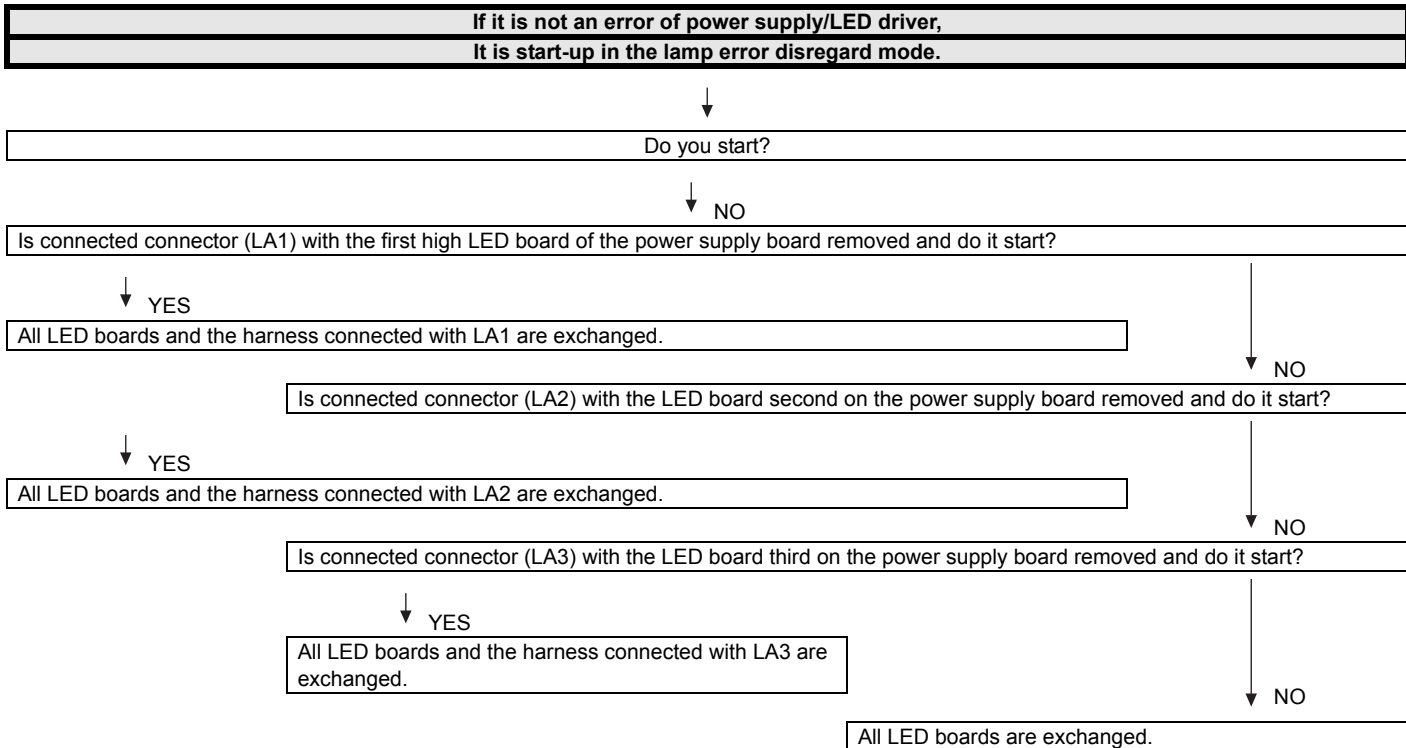 If it is not an error of power supply/LED driver,
It is start-up in the lamp error disregard mode.
Do you start?
NO
Is connected connector (LA1) with the first high LED board of the power supply board removed and do it start?
YES
All LED boards and the harness connected with LA1 are exchanged.
NO
Is connected connector (LA2) with the LED board second on the power supply board removed and do it start?
YES
All LED boards and the harness connected with LA2 are exchanged.
NO
Is connected connector (LA3) with the LED board third on the power supply board removed and do it start?
YES
All LED boards and the harness connected with LA3 are
exchanged.
NO
All LED boards are exchanged.